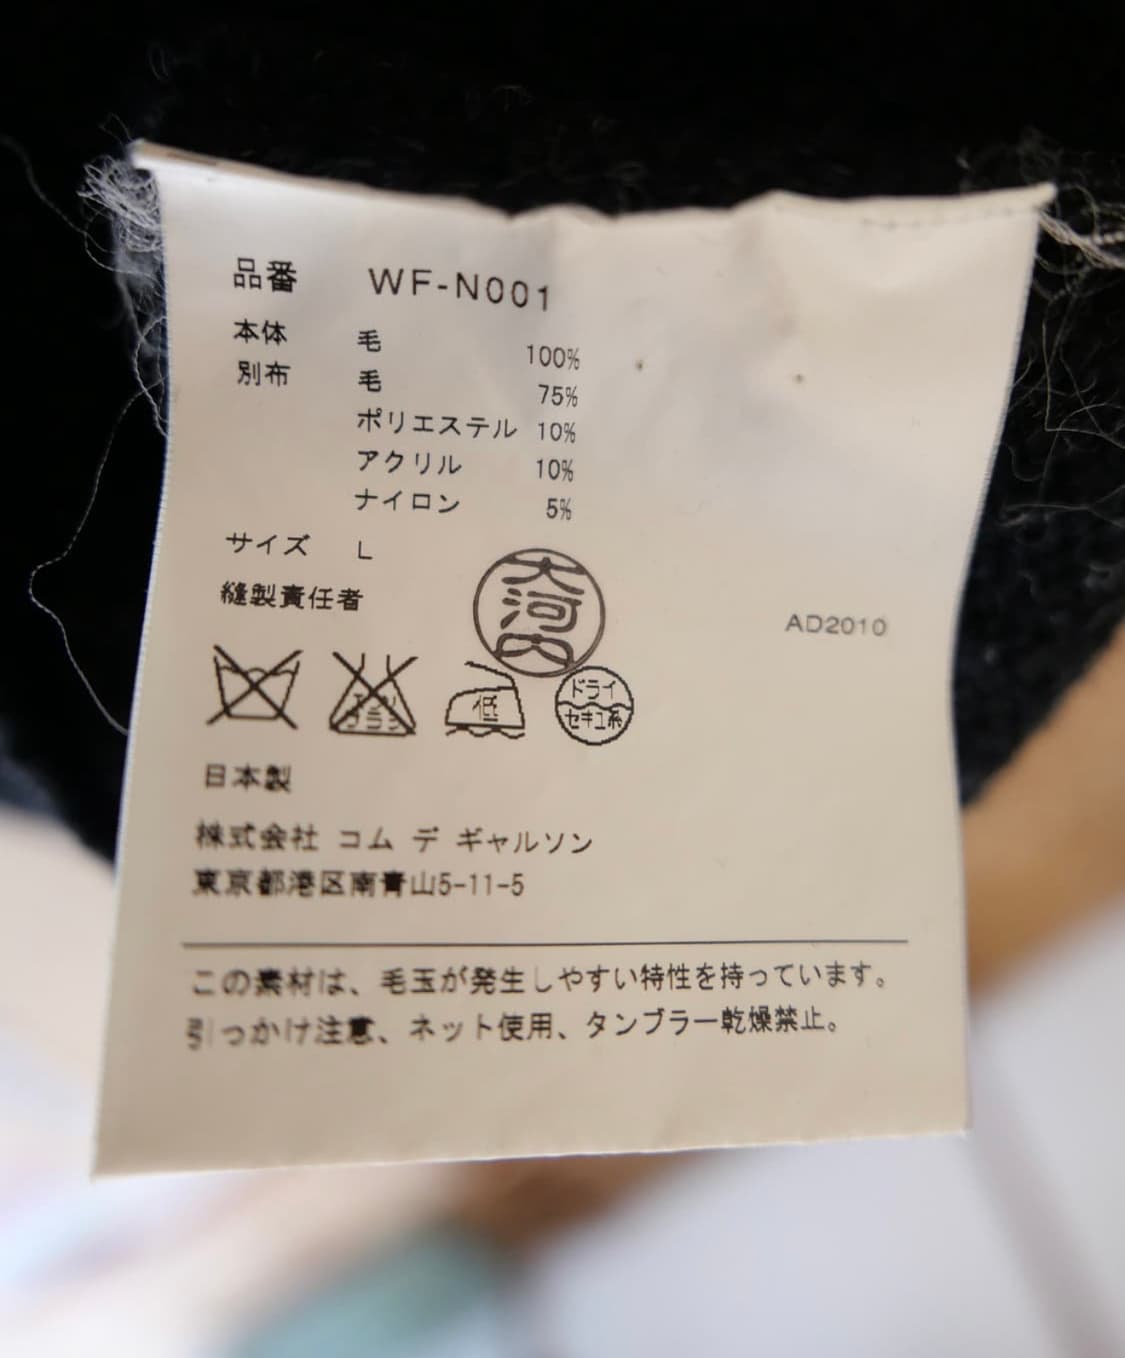 品番 WF-N001
本体 毛 100%
別布 毛 75%
ポリエステル 10%
アクリル 10%
ナイロン 5%
サイズ L
縫製責任者 大河内
AD2010
エンソ サラシ 低 ドライ セキユ系
日本製
株式会社 コム デ ギャルソン
東京都港区南青山5-11-5
この素材は、毛玉が発生しやすい特性を持っています。
引っかけ注意、ネット使用、タンブラー乾燥禁止。